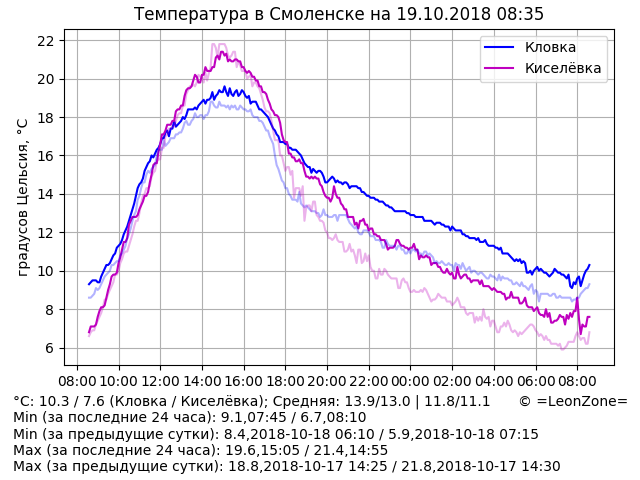 Температура в Смоленске на 19.10.2018 08:35
градусов Цельсия, °C
22
20
18
16
14
12
10
8
6
Кловка
Киселёвка
08:00 10:00 12:00 14:00 16:00 18:00 20:00 22:00 00:00 02:00 04:00 06:00 08:00
°C: 10.3 / 7.6 (Кловка / Киселёвка); Средняя: 13.9/13.0 | 11.8/11.1 © =LeonZone=
Min (за последние 24 часа): 9.1,07:45 / 6.7,08:10
Min (за предыдущие сутки): 8.4,2018-10-18 06:10 / 5.9,2018-10-18 07:15
Max (за последние 24 часа): 19.6,15:05 / 21.4,14:55
Max (за предыдущие сутки): 18.8,2018-10-17 14:25 / 21.8,2018-10-17 14:30